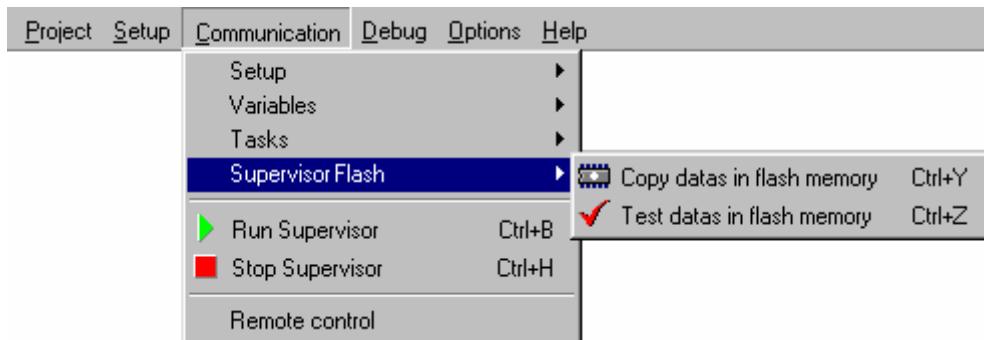 Project Setup Communication Debug Options Help
Setup
Variables
Tasks
Supervisor Flash
Copy datas in flash memory Ctrl+Y
Test datas in flash memory Ctrl+Z
Run Supervisor Ctrl+B
Stop Supervisor Ctrl+H
Remote control